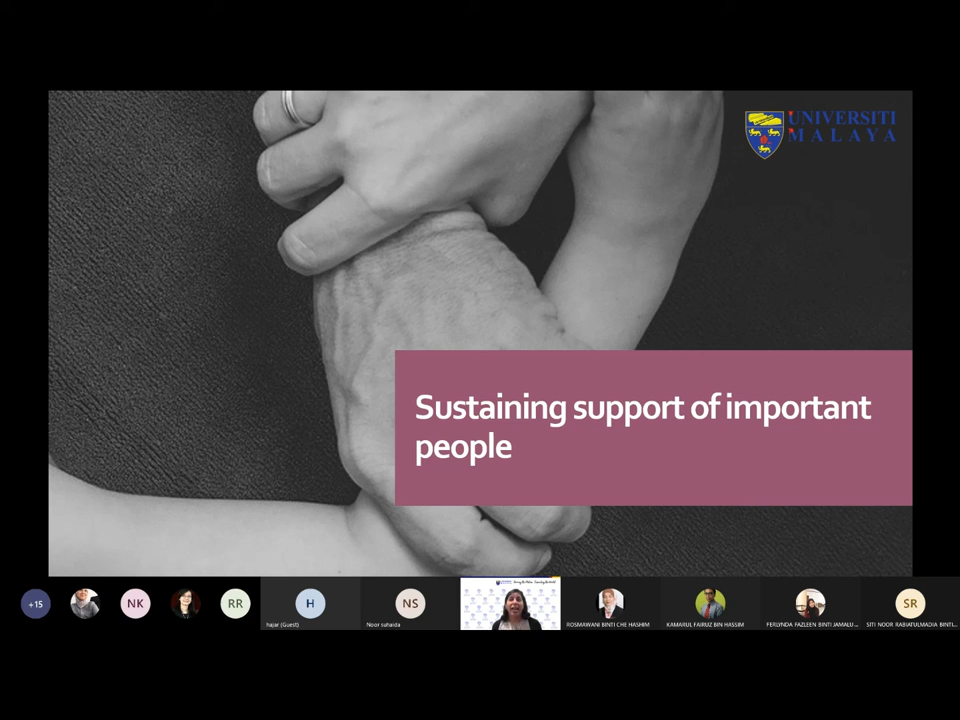 UNIVERSITI
MALAYA
Sustaining support of important
people
+15
NK
RR
H
hajar (Guest)
NS
Noor suhaida
ROSMAWANI BINTI CHE HASHIM
KAMARUL FAIRUZ BIN HASSIM
FERLYNDA FAZLEEN BINTI JAMALU...
SR
SITI NOOR RABIATULMADIA BINTI...